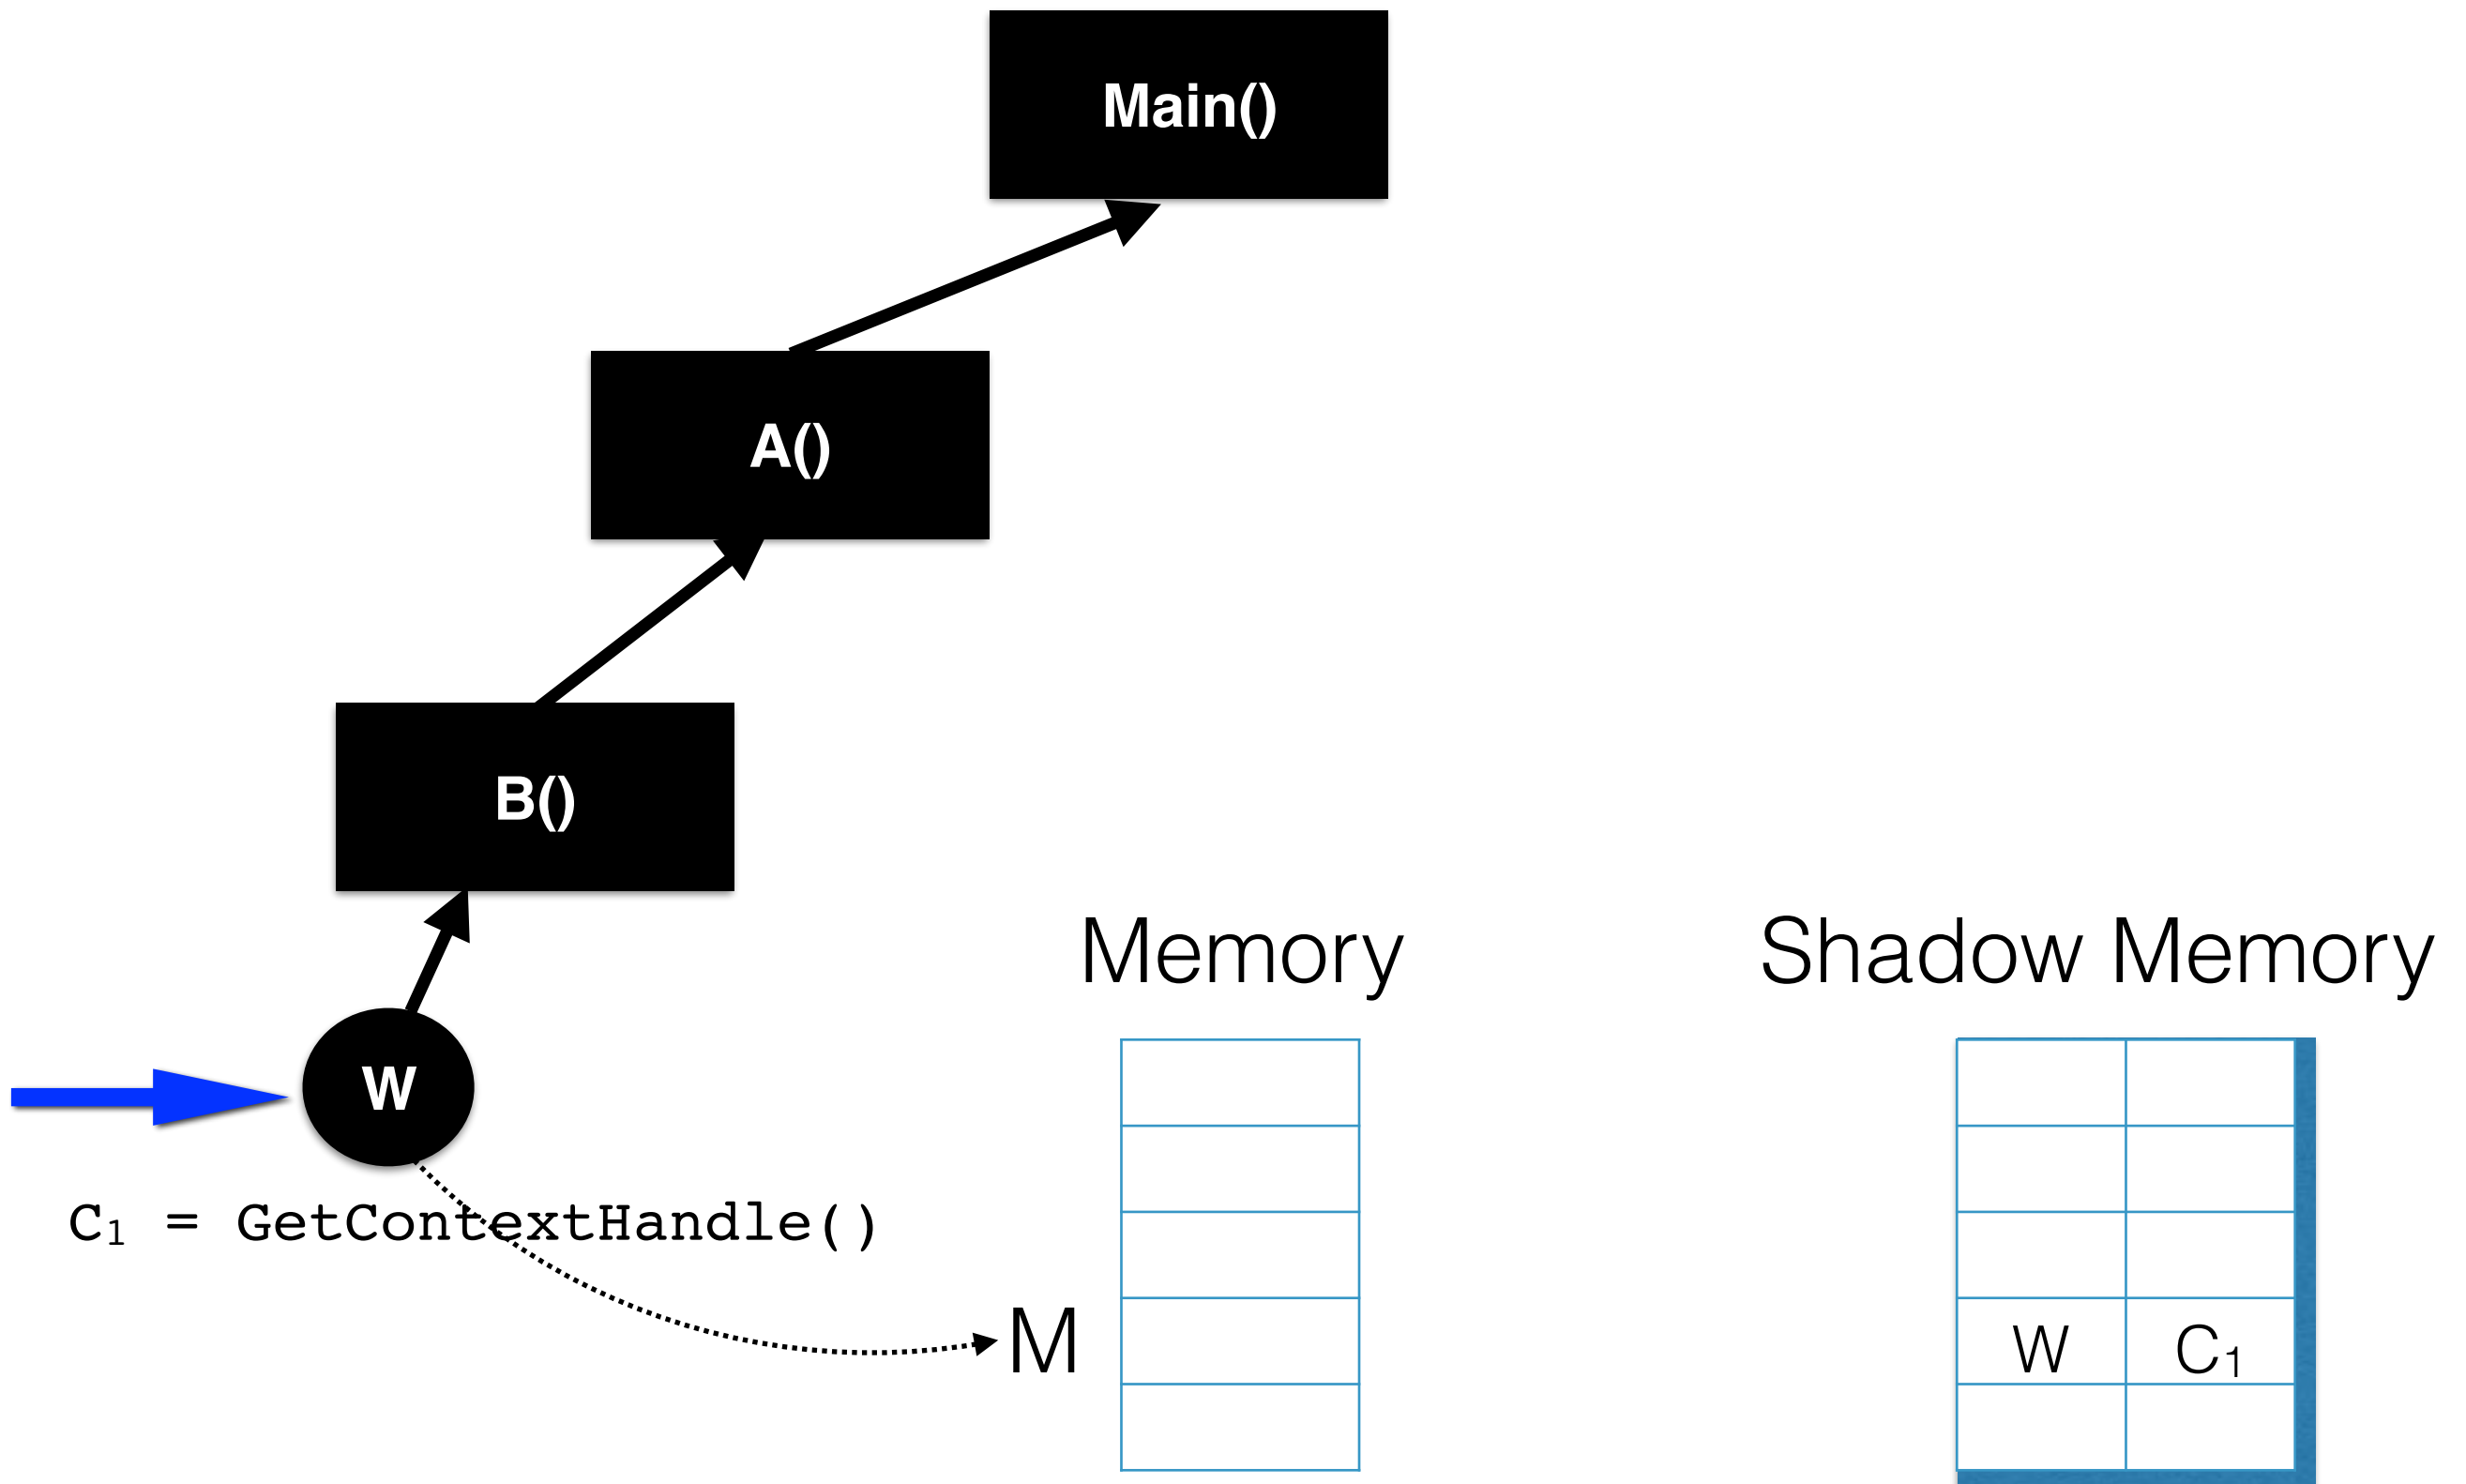 Main()
A()
B()
Memory
Shadow Memory
W
C₁ = GetContextHandle()
M
W C₁